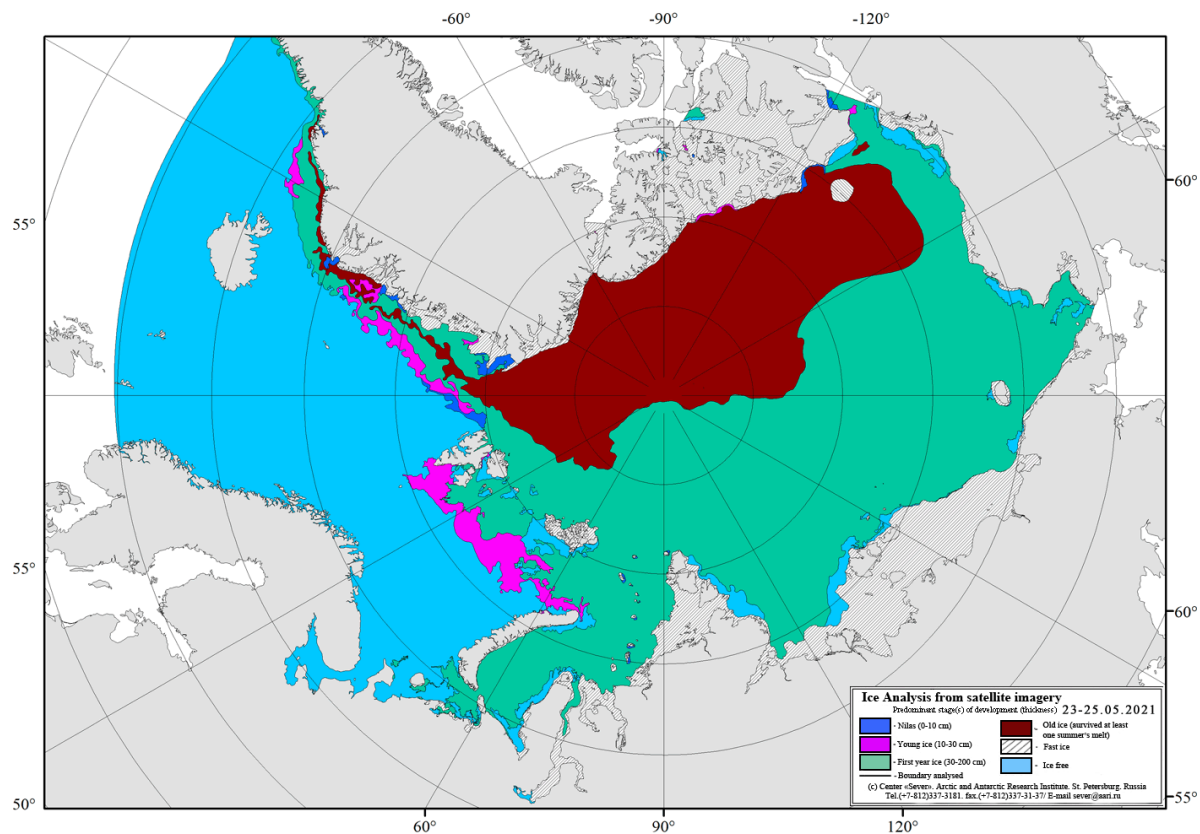 -60° -90° -120°
60°
55°
55°
60°
50°
55°
60° 90° 120°
Ice Analysis from satellite imagery
Predominant stage(s) of development (thickness) 23-25.05.2021
- Nilas (0-10 cm)
- Young ice (10-30 cm)
- First year ice (30-200 cm)
- Boundary analysed
- Old ice (survived at least
one summer's melt)
- Fast ice
- Ice free
(c) Center «Sever». Arctic and Antarctic Research Institute. St. Petersburg. Russia
Tel.(+7-812)337-3181. fax.(+7-812)337-31-37/ E-mail sever@aari.ru